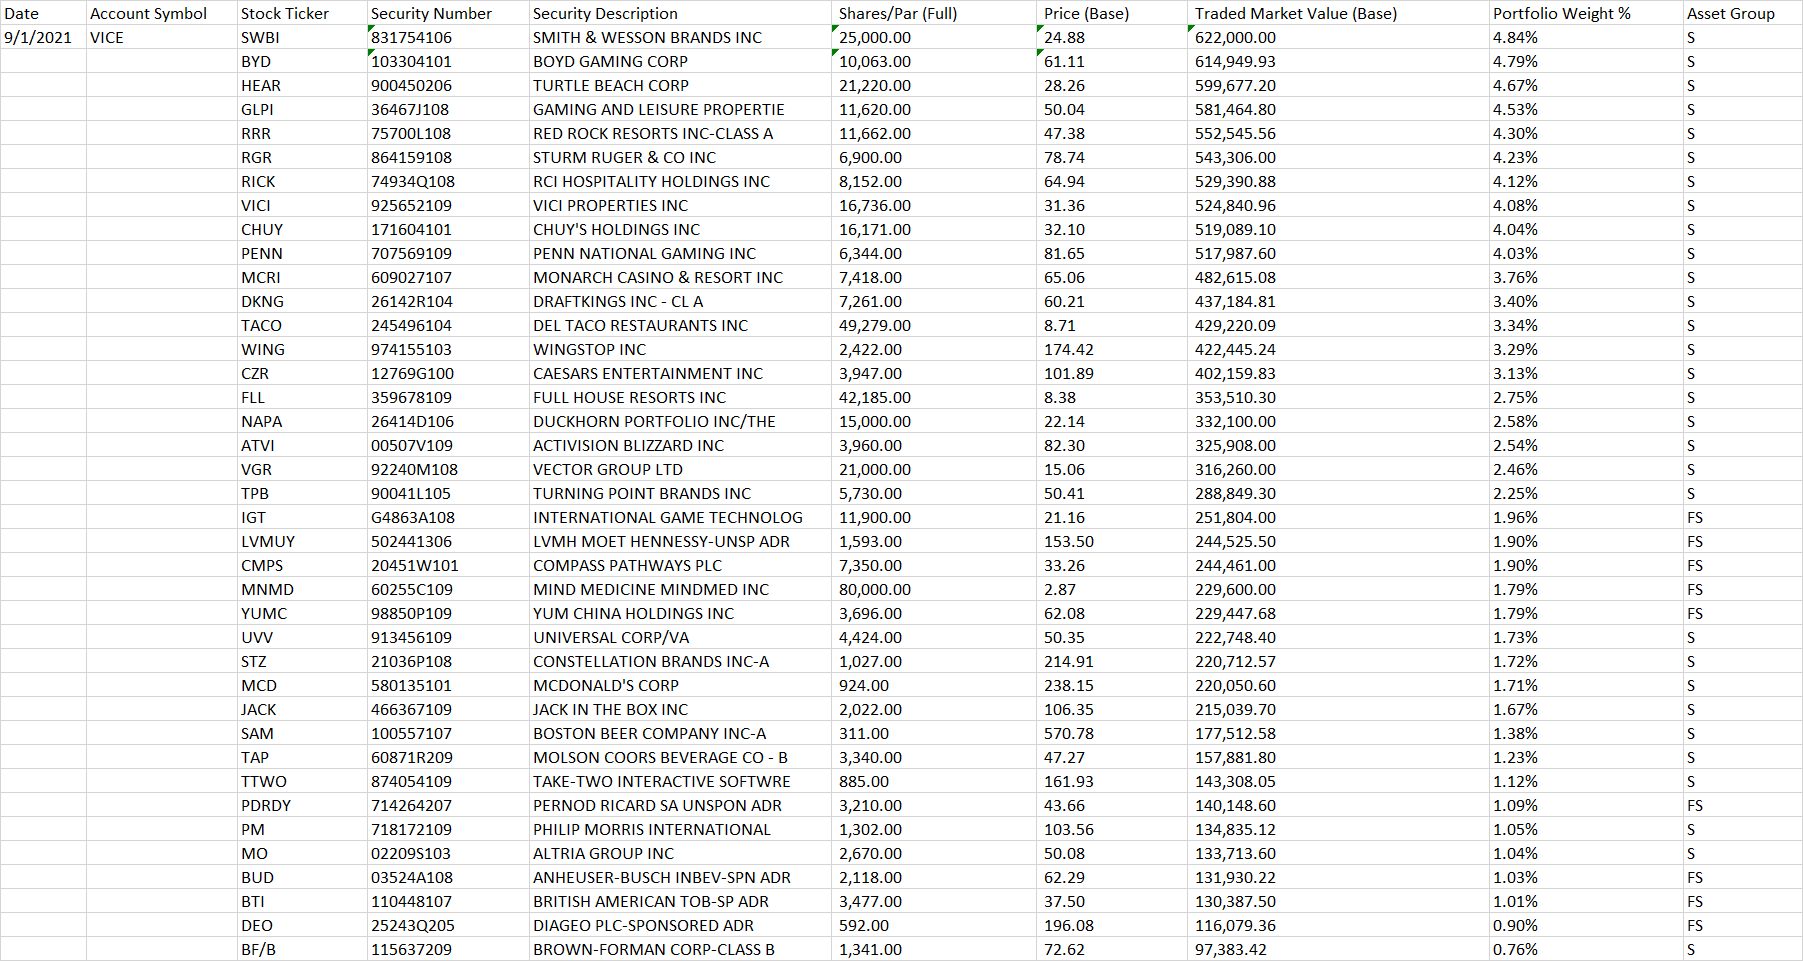 Date Account Symbol Stock Ticker Security Number Security Description Shares/Par (Full) Price (Base) Traded Market Value (Base) Portfolio Weight % Asset Group
9/1/2021 VICE SWBI 831754106 SMITH & WESSON BRANDS INC 25,000.00 24.88 622,000.00 4.84% S
BYD 103304101 BOYD GAMING CORP 10,063.00 61.11 614,949.93 4.79% S
HEAR 900450206 TURTLE BEACH CORP 21,220.00 28.26 599,677.20 4.67% S
GLPI 36467J108 GAMING AND LEISURE PROPERTIE 11,620.00 50.04 581,464.80 4.53% S
RRR 75700L108 RED ROCK RESORTS INC-CLASS A 11,662.00 47.38 552,545.56 4.30% S
RGR 864159108 STURM RUGER & CO INC 6,900.00 78.74 543,306.00 4.23% S
RICK 74934Q108 RCI HOSPITALITY HOLDINGS INC 8,152.00 64.94 529,390.88 4.12% S
VICI 925652109 VICI PROPERTIES INC 16,736.00 31.36 524,840.96 4.08% S
CHUY 171604101 CHUY'S HOLDINGS INC 16,171.00 32.10 519,089.10 4.04% S
PENN 707569109 PENN NATIONAL GAMING INC 6,344.00 81.65 517,987.60 4.03% S
MCRI 609027107 MONARCH CASINO & RESORT INC 7,418.00 65.06 482,615.08 3.76% S
DKNG 26142R104 DRAFTKINGS INC - CL A 7,261.00 60.21 437,184.81 3.40% S
TACO 245496104 DEL TACO RESTAURANTS INC 49,279.00 8.71 429,220.09 3.34% S
WING 974155103 WINGSTOP INC 2,422.00 174.42 422,445.24 3.29% S
CZR 12769G100 CAESARS ENTERTAINMENT INC 3,947.00 101.89 402,159.83 3.13% S
FLL 359678109 FULL HOUSE RESORTS INC 42,185.00 8.38 353,510.30 2.75% S
NAPA 26414D106 DUCKHORN PORTFOLIO INC/THE 15,000.00 22.14 332,100.00 2.58% S
ATVI 00507V109 ACTIVISION BLIZZARD INC 3,960.00 82.30 325,908.00 2.54% S
VGR 92240M108 VECTOR GROUP LTD 21,000.00 15.06 316,260.00 2.46% S
TPB 90041L105 TURNING POINT BRANDS INC 5,730.00 50.41 288,849.30 2.25% S
IGT G4863A108 INTERNATIONAL GAME TECHNOLOG 11,900.00 21.16 251,804.00 1.96% FS
LVMUY 502441306 LVMH MOET HENNESSY-UNSP ADR 1,593.00 153.50 244,525.50 1.90% FS
CMPS 20451W101 COMPASS PATHWAYS PLC 7,350.00 33.26 244,461.00 1.90% FS
MNMD 60255C109 MIND MEDICINE MINDMED INC 80,000.00 2.87 229,600.00 1.79% FS
YUMC 98850P109 YUM CHINA HOLDINGS INC 3,696.00 62.08 229,447.68 1.79% FS
UVV 913456109 UNIVERSAL CORP/VA 4,424.00 50.35 222,748.40 1.73% S
STZ 21036P108 CONSTELLATION BRANDS INC-A 1,027.00 214.91 220,712.57 1.72% S
MCD 580135101 MCDONALD'S CORP 924.00 238.15 220,050.60 1.71% S
JACK 466367109 JACK IN THE BOX INC 2,022.00 106.35 215,039.70 1.67% S
SAM 100557107 BOSTON BEER COMPANY INC-A 311.00 570.78 177,512.58 1.38% S
TAP 60871R209 MOLSON COORS BEVERAGE CO - B 3,340.00 47.27 157,881.80 1.23% S
TTWO 874054109 TAKE-TWO INTERACTIVE SOFTWRE 885.00 161.93 143,308.05 1.12% S
PDRDY 714264207 PERNOD RICARD SA UNSPON ADR 3,210.00 43.66 140,148.60 1.09% FS
PM 718172109 PHILIP MORRIS INTERNATIONAL 1,302.00 103.56 134,835.12 1.05% S
MO 02209S103 ALTRIA GROUP INC 2,670.00 50.08 133,713.60 1.04% S
BUD 03524A108 ANHEUSER-BUSCH INBEV-SPN ADR 2,118.00 62.29 131,930.22 1.03% FS
BTI 110448107 BRITISH AMERICAN TOB-SP ADR 3,477.00 37.50 130,387.50 1.01% FS
DEO 25243Q205 DIAGEO PLC-SPONSORED ADR 592.00 196.08 116,079.36 0.90% FS
BF/B 115637209 BROWN-FORMAN CORP-CLASS B 1,341.00 72.62 97,383.42 0.76% S